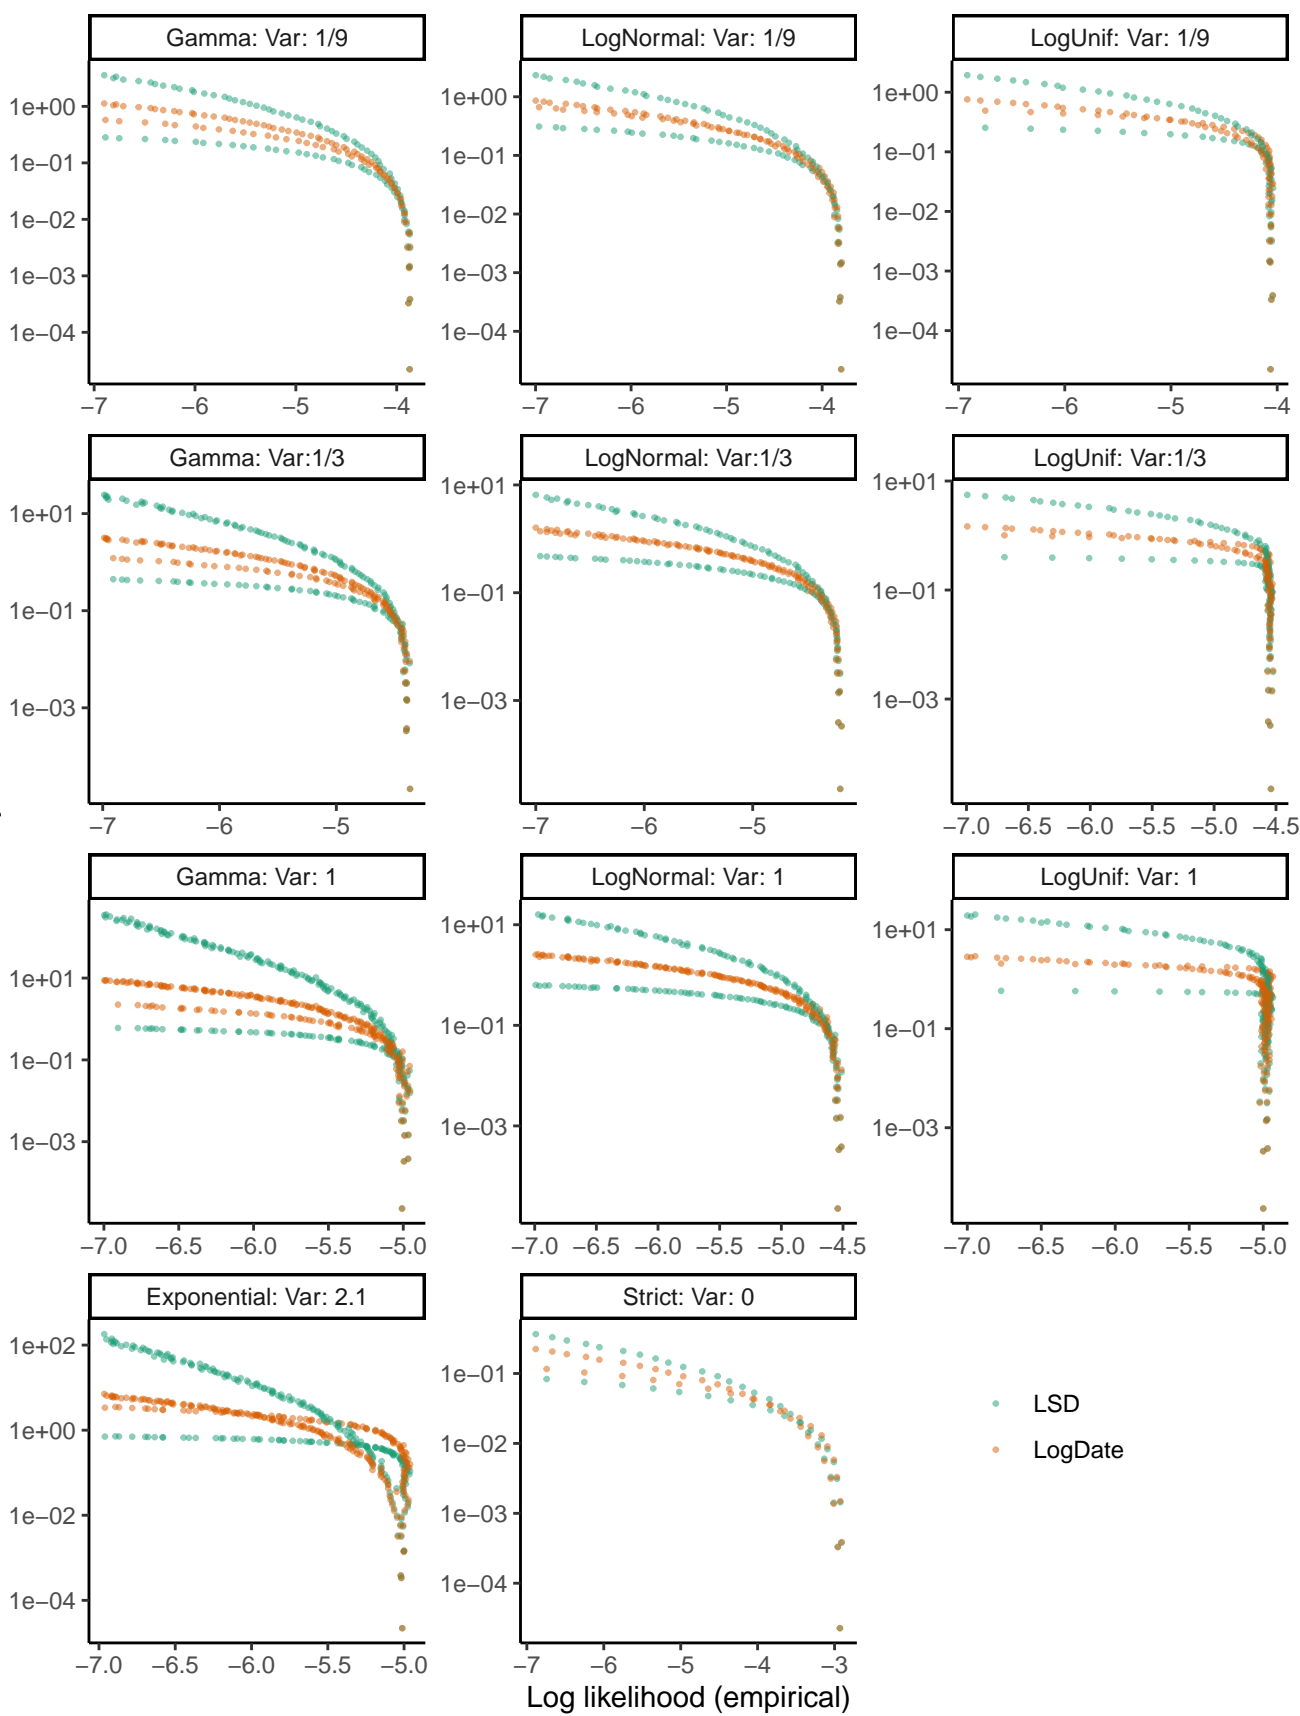 Gamma: Var: 1/9
LogNormal: Var: 1/9
LogUnif: Var: 1/9
1e+00
1e−01
1e−02
1e−03
1e−04
−7 −6 −5 −4
1e+00
1e−01
1e−02
1e−03
1e−04
−7 −6 −5 −4
1e+00
1e−01
1e−02
1e−03
1e−04
−7 −6 −5 −4
Gamma: Var:1/3
LogNormal: Var:1/3
LogUnif: Var:1/3
1e+01
1e−01
1e−03
−7 −6 −5
1e+01
1e−01
1e−03
−7 −6 −5
1e+01
1e−01
1e−03
−7.0 −6.5 −6.0 −5.5 −5.0 −4.5
Gamma: Var: 1
LogNormal: Var: 1
LogUnif: Var: 1
1e+01
1e−01
1e−03
−7.0 −6.5 −6.0 −5.5 −5.0
1e+01
1e−01
1e−03
−7.0 −6.5 −6.0 −5.5 −5.0 −4.5
1e+01
1e−01
1e−03
−7.0 −6.5 −6.0 −5.5 −5.0
Exponential: Var: 2.1
Strict: Var: 0
1e+02
1e+00
1e−02
1e−04
−7.0 −6.5 −6.0 −5.5 −5.0
1e−01
1e−02
1e−03
1e−04
−7 −6 −5 −4 −3
LSD
LogDate
Log likelihood (empirical)